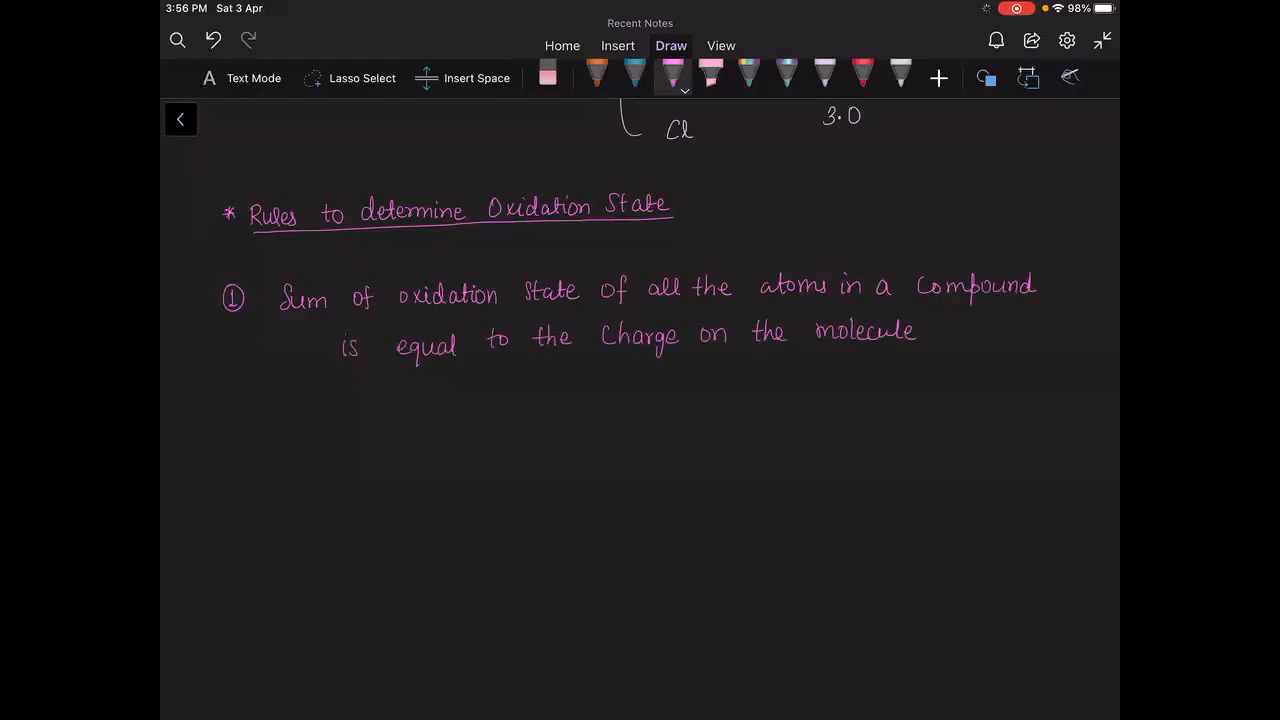 3:56 PM Sat 3 Apr
98%
Recent Notes
Home Insert Draw View
Text Mode Lasso Select Insert Space
Cl 3.0
* Rules to determine Oxidation State
① Sum of oxidation state of all the atoms in a compound
is equal to the charge on the molecule